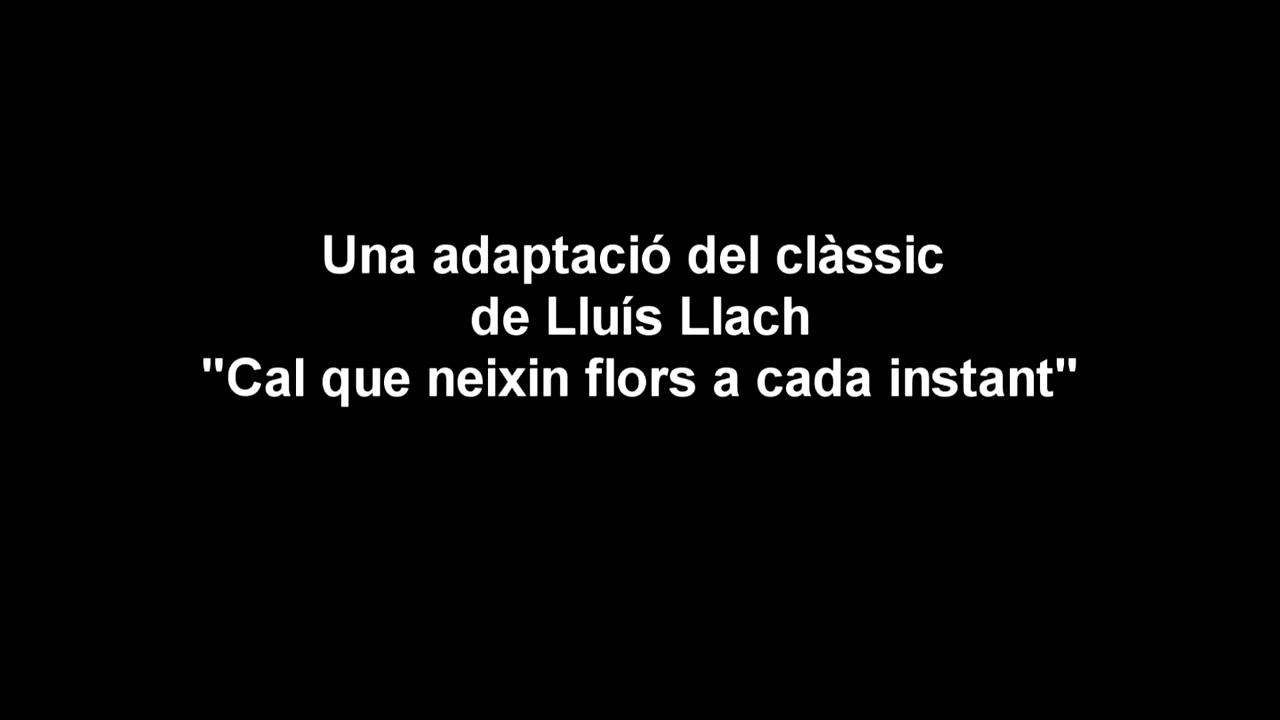 Una adaptació del clàssic
de Lluís Llach
"Cal que neixin flors a cada instant"